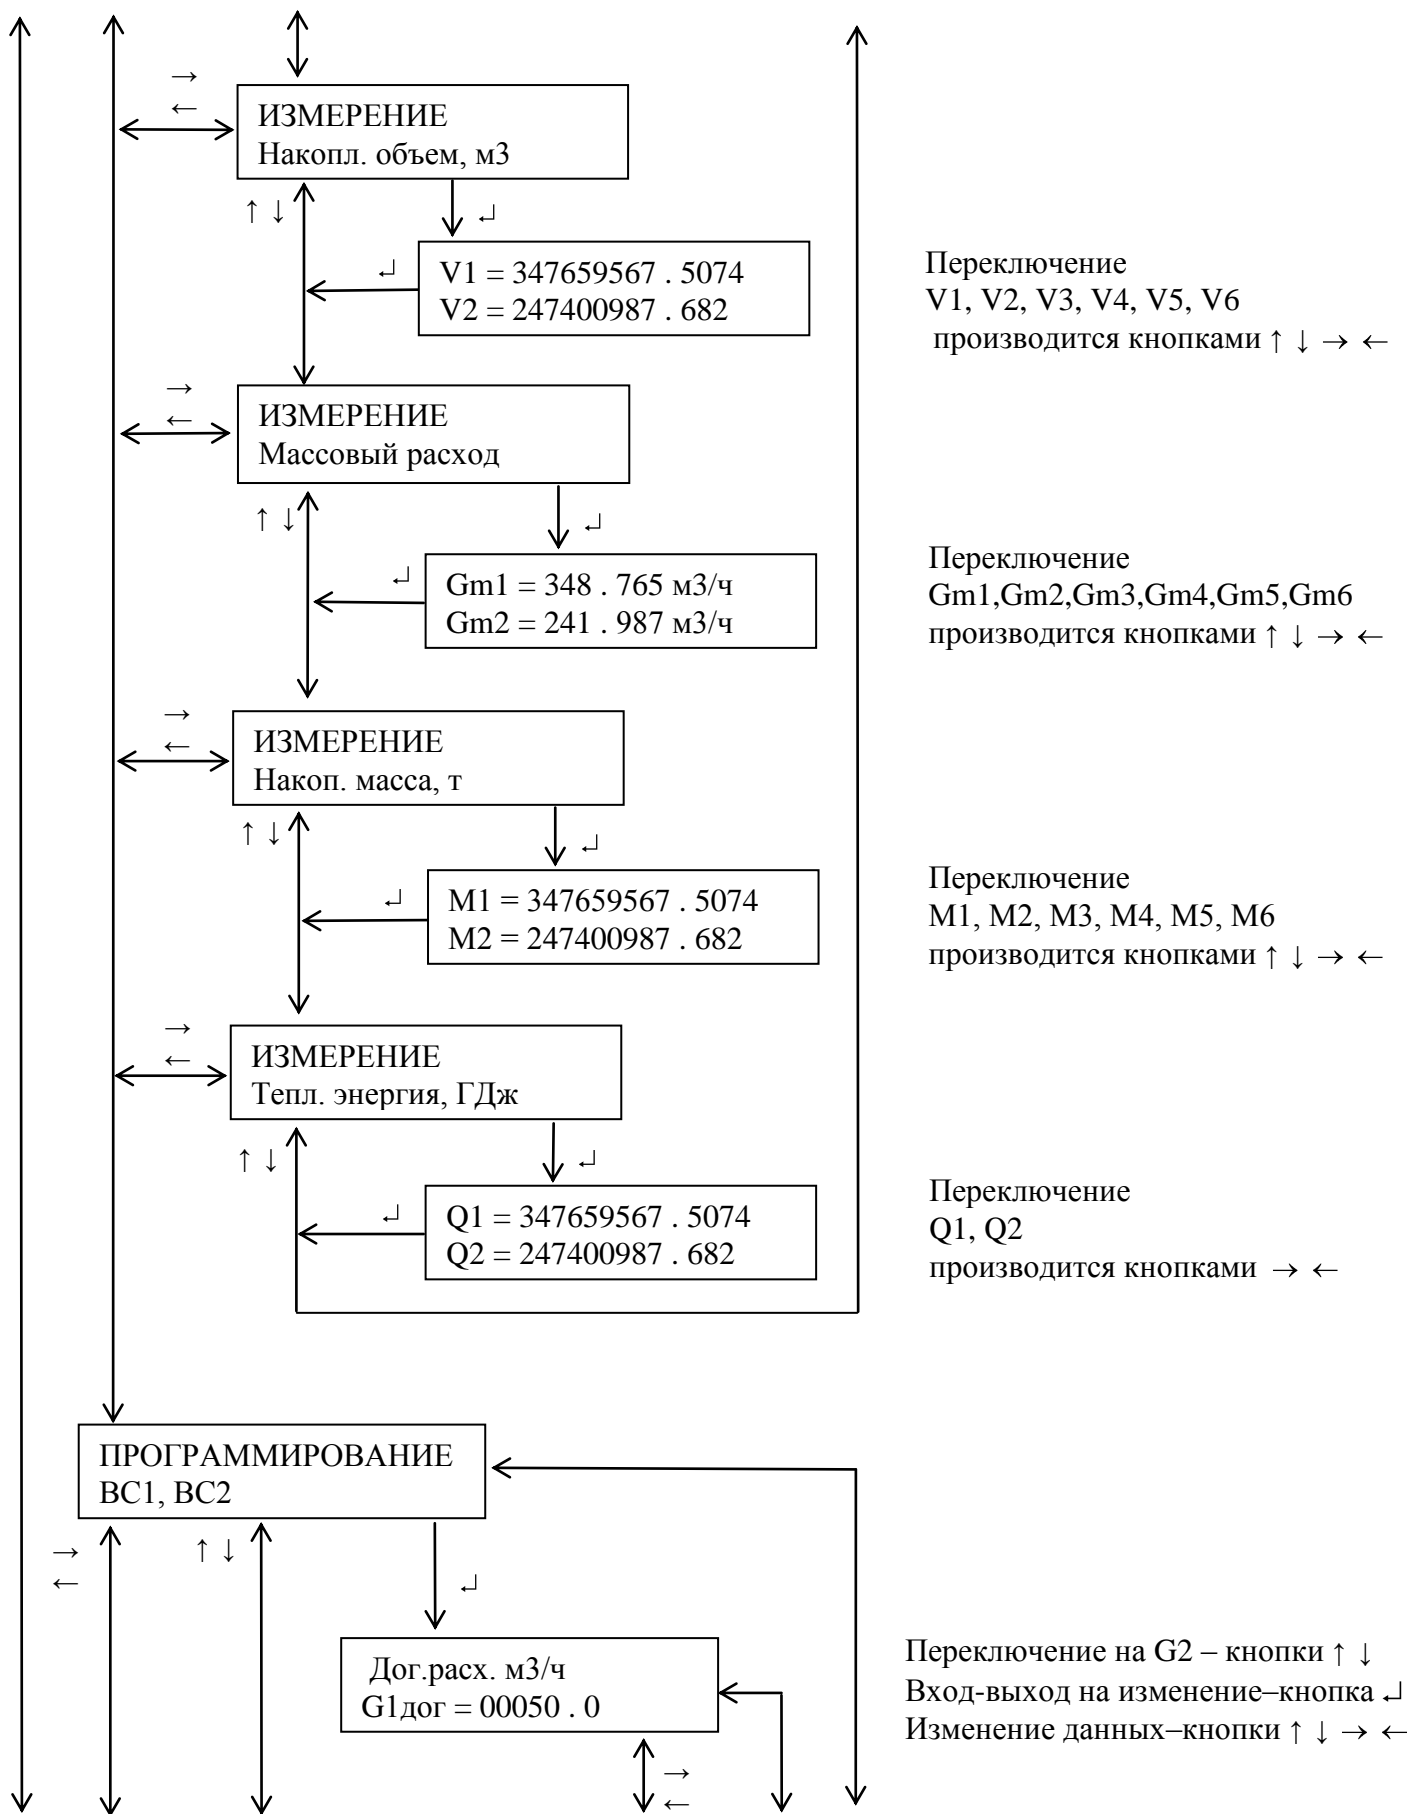 →
←
ИЗМЕРЕНИЕ
Накопл. объем, м3
↑ ↓
↵
↵
V1 = 347659567 . 5074
V2 = 247400987 . 682
Переключение
V1, V2, V3, V4, V5, V6
производится кнопками ↑ ↓ → ←
→
←
ИЗМЕРЕНИЕ
Массовый расход
↑ ↓
↵
↵
Gm1 = 348 . 765 м3/ч
Gm2 = 241 . 987 м3/ч
Переключение
Gm1,Gm2,Gm3,Gm4,Gm5,Gm6
производится кнопками ↑ ↓ → ←
→
←
ИЗМЕРЕНИЕ
Накоп. масса, т
↑ ↓
↵
↵
M1 = 347659567 . 5074
M2 = 247400987 . 682
Переключение
M1, M2, M3, M4, M5, M6
производится кнопками ↑ ↓ → ←
→
←
ИЗМЕРЕНИЕ
Тепл. энергия, ГДж
↑ ↓
↵
↵
Q1 = 347659567 . 5074
Q2 = 247400987 . 682
Переключение
Q1, Q2
производится кнопками → ←
ПРОГРАММИРОВАНИЕ
ВС1, ВС2
→
←
↑ ↓
↵
Дог.расх. м3/ч
G1дог = 00050 . 0
Переключение на G2 – кнопки ↑ ↓
Вход-выход на изменение–кнопка ↵
Изменение данных–кнопки ↑ ↓ → ←
→
←